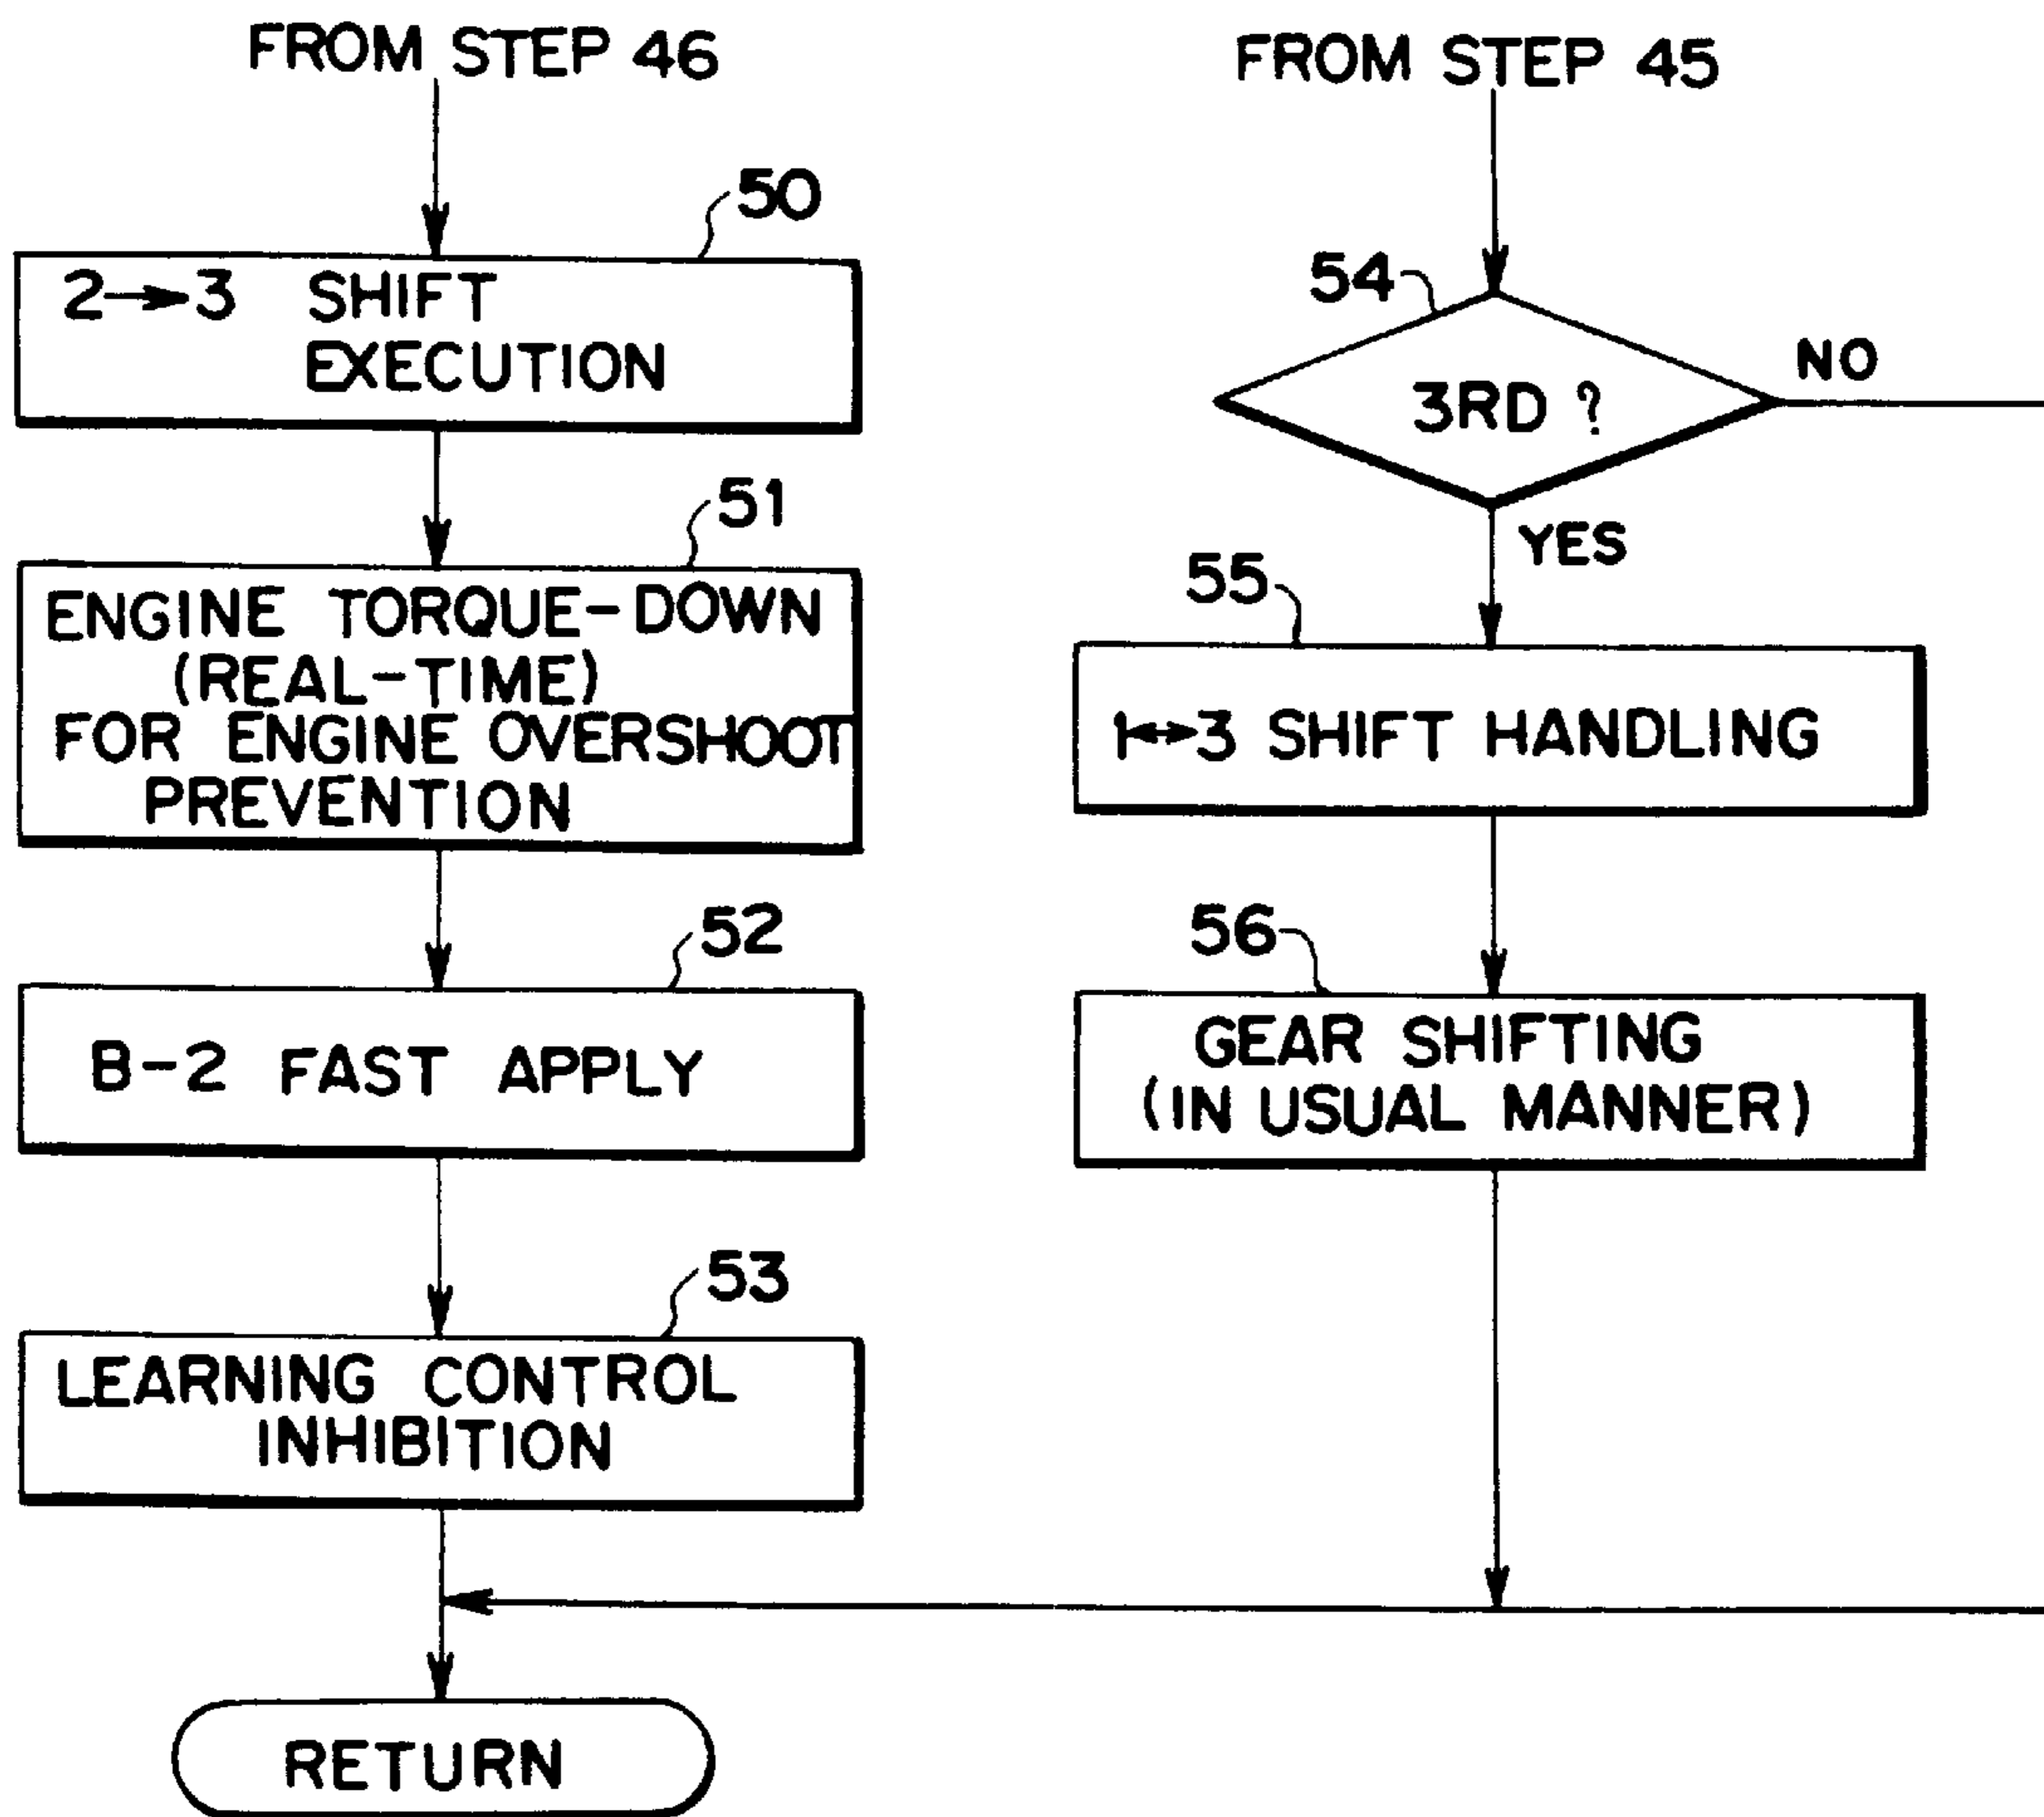 FROM STEP 46
50
2→3 SHIFT
EXECUTION
51
ENGINE TORQUE-DOWN
(REAL-TIME)
FOR ENGINE OVERSHOOT
PREVENTION
52
B-2 FAST APPLY
53
LEARNING CONTROL
INHIBITION
RETURN
FROM STEP 45
54
3RD ?
NO
YES
55
1↔3 SHIFT HANDLING
56
GEAR SHIFTING
(IN USUAL MANNER)